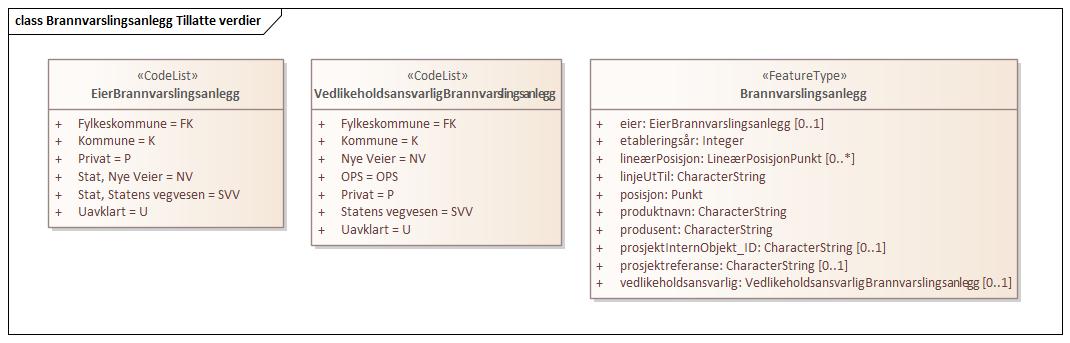 class Brannvarslingsanlegg Tillatte verdier
«CodeList»
EierBrannvarslingsanlegg
+ Fylkeskommune = FK
+ Kommune = K
+ Privat = P
+ Stat, Nye Veier = NV
+ Stat, Statens vegvesen = SVV
+ Uavklart = U
«CodeList»
VedlikeholdsansvarligBrannvarslingsanlegg
+ Fylkeskommune = FK
+ Kommune = K
+ Nye Veier = NV
+ OPS = OPS
+ Privat = P
+ Statens vegvesen = SVV
+ Uavklart = U
«FeatureType»
Brannvarslingsanlegg
+ eier: EierBrannvarslingsanlegg [0..1]
+ etableringsår: Integer
+ lineærPosisjon: LineærPosisjonPunkt [0..*]
+ linjeUtTil: CharacterString
+ posisjon: Punkt
+ produktnavn: CharacterString
+ produsent: CharacterString
+ prosjektInternObjekt_ID: CharacterString [0..1]
+ prosjektreferanse: CharacterString [0..1]
+ vedlikeholdsansvarlig: VedlikeholdsansvarligBrannvarslingsanlegg [0..1]